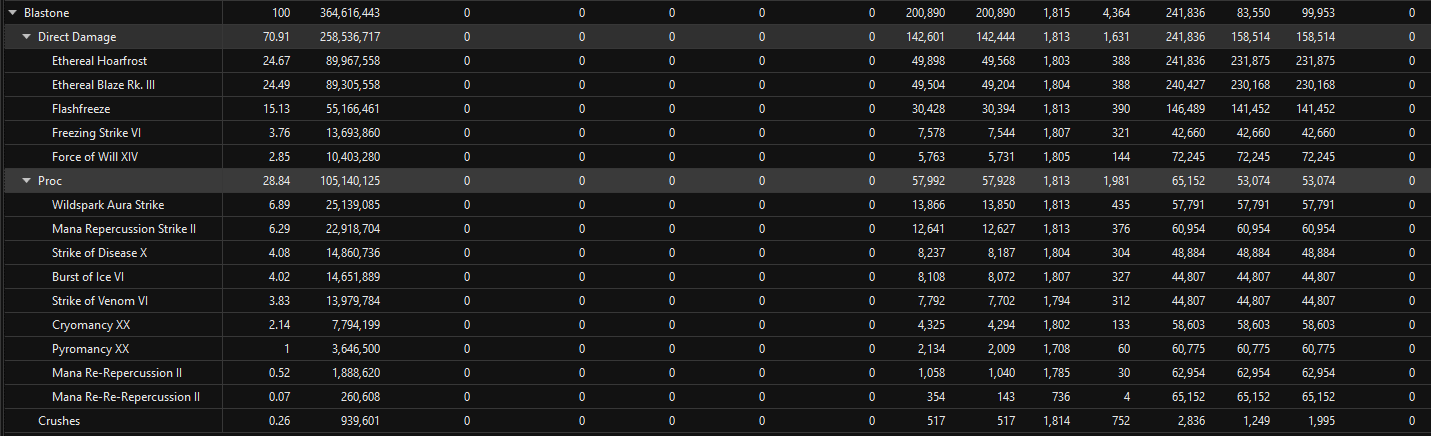 Blastone 100 364,616,443 0 0 0 0 0 200,890 200,890 1,815 4,364 241,836 83,550 99,953 0
Direct Damage 70.91 258,536,717 0 0 0 0 0 142,601 142,444 1,813 1,631 241,836 158,514 158,514 0
Ethereal Hoarfrost 24.67 89,967,558 0 0 0 0 0 49,898 49,568 1,803 388 241,836 231,875 231,875 0
Ethereal Blaze Rk. III 24.49 89,305,558 0 0 0 0 0 49,504 49,204 1,804 388 240,427 230,168 230,168 0
Flashfreeze 15.13 55,166,461 0 0 0 0 0 30,428 30,394 1,813 390 146,489 141,452 141,452 0
Freezing Strike VI 3.76 13,693,860 0 0 0 0 0 7,578 7,544 1,807 321 42,660 42,660 42,660 0
Force of Will XIV 2.85 10,403,280 0 0 0 0 0 5,763 5,731 1,805 144 72,245 72,245 72,245 0
Proc 28.84 105,140,125 0 0 0 0 0 57,992 57,928 1,813 1,981 65,152 53,074 53,074 0
Wildspark Aura Strike 6.89 25,139,085 0 0 0 0 0 13,866 13,850 1,813 435 57,791 57,791 57,791 0
Mana Repercussion Strike II 6.29 22,918,704 0 0 0 0 0 12,641 12,627 1,813 376 60,954 60,954 60,954 0
Strike of Disease X 4.08 14,860,736 0 0 0 0 0 8,237 8,187 1,804 304 48,884 48,884 48,884 0
Burst of Ice VI 4.02 14,651,889 0 0 0 0 0 8,108 8,072 1,807 327 44,807 44,807 44,807 0
Strike of Venom VI 3.83 13,979,784 0 0 0 0 0 7,792 7,702 1,794 312 44,807 44,807 44,807 0
Cryomancy XX 2.14 7,794,199 0 0 0 0 0 4,325 4,294 1,802 133 58,603 58,603 58,603 0
Pyromancy XX 1 3,646,500 0 0 0 0 0 2,134 2,009 1,708 60 60,775 60,775 60,775 0
Mana Re-Repercussion II 0.52 1,888,620 0 0 0 0 0 1,058 1,040 1,785 30 62,954 62,954 62,954 0
Mana Re-Re-Repercussion II 0.07 260,608 0 0 0 0 0 354 143 736 4 65,152 65,152 65,152 0
Crushes 0.26 939,601 0 0 0 0 0 517 517 1,814 752 2,836 1,249 1,995 0